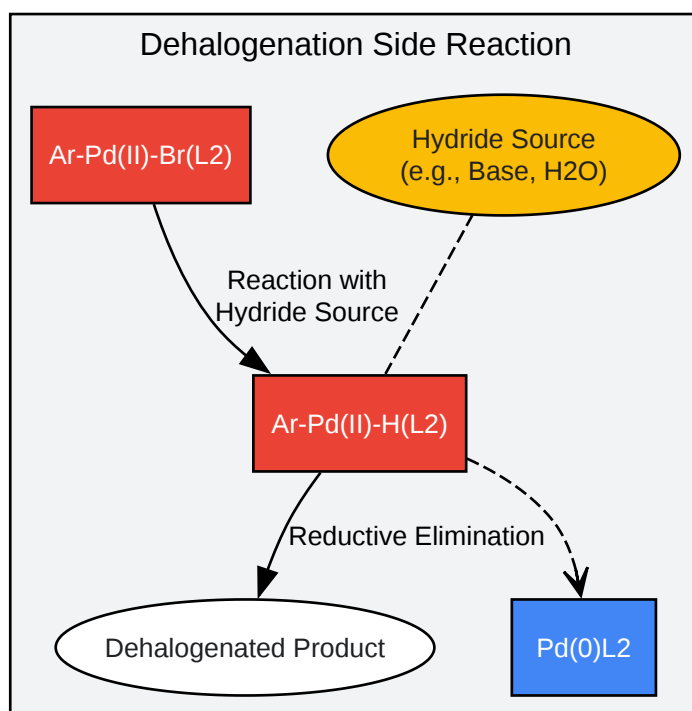 Dehalogenation Side Reaction
Ar-Pd(II)-Br(L2)
Hydride Source
(e.g., Base, H2O)
Reaction with
Hydride Source
Ar-Pd(II)-H(L2)
Reductive Elimination
Dehalogenated Product
Pd(0)L2